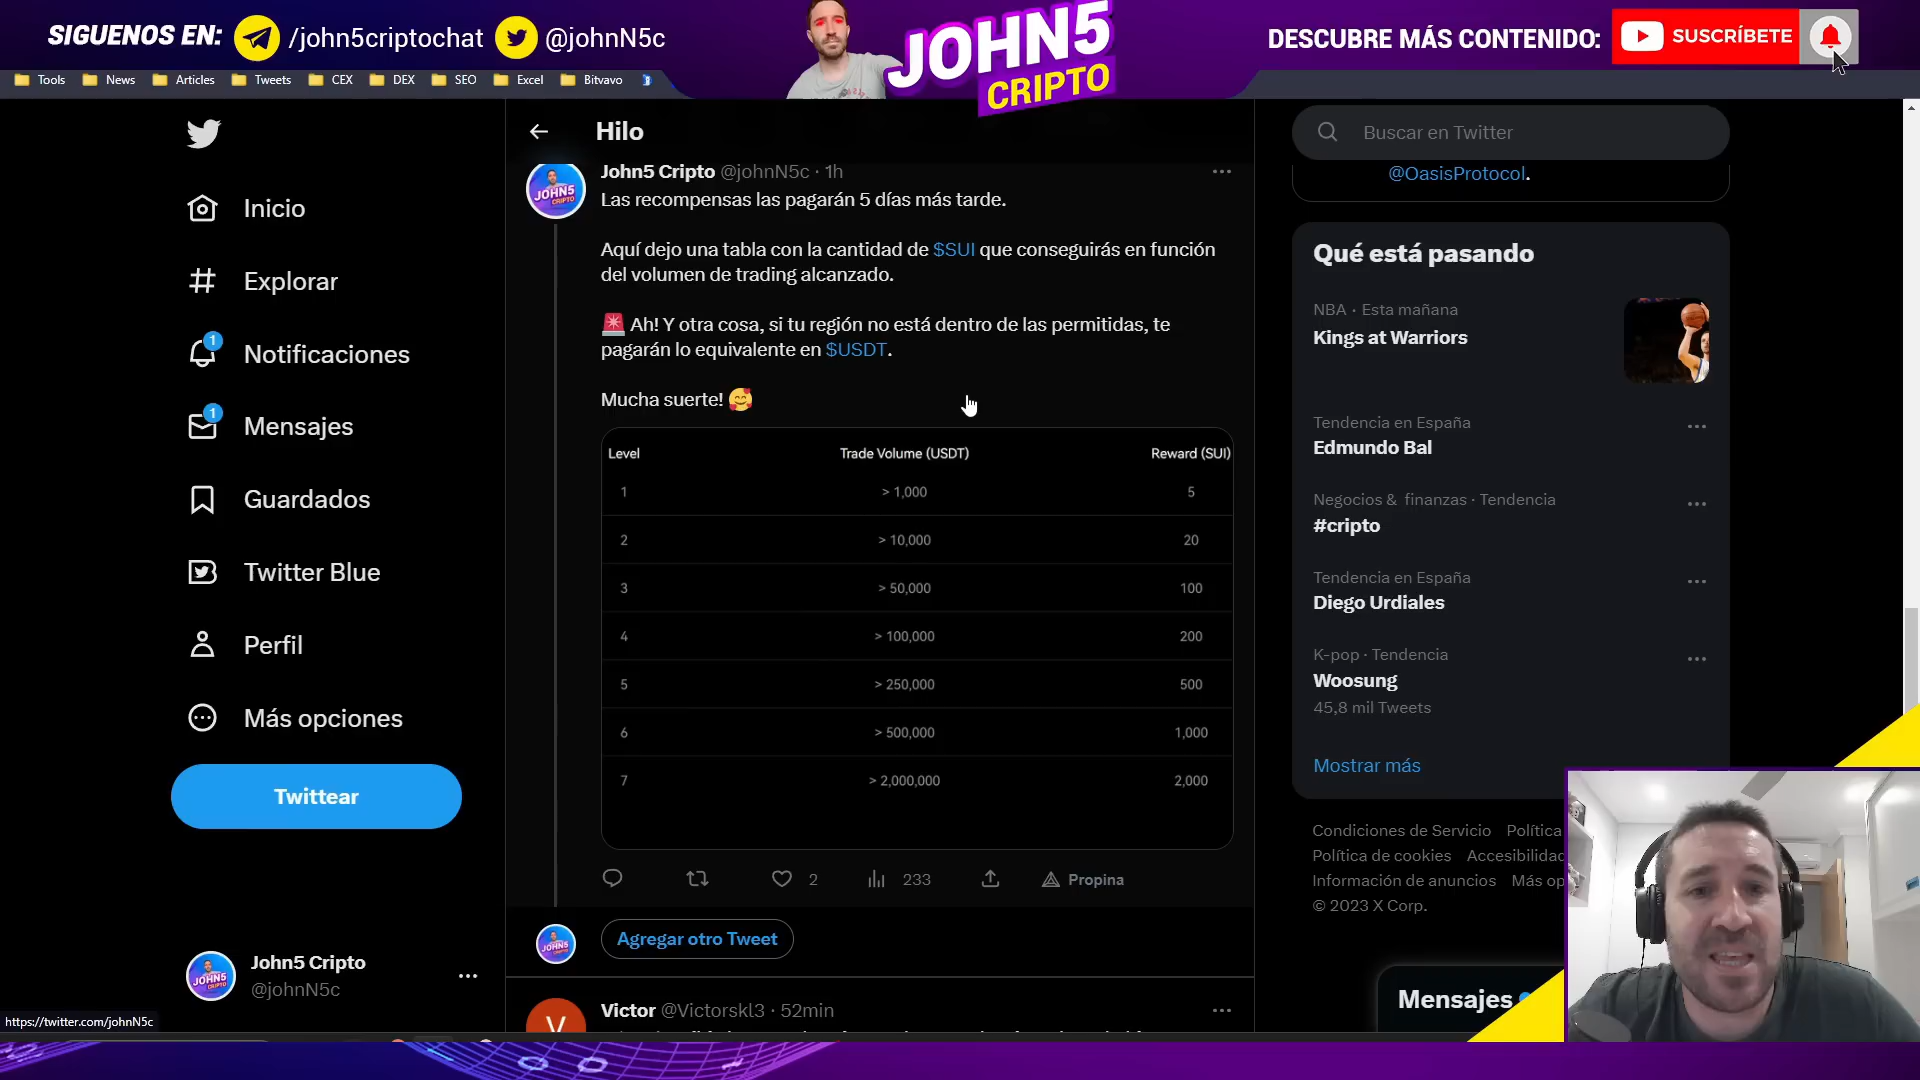 SIGUENOS EN:
/john5criptochat
@johnN5c
JOHN5
CRIPTO
DESCUBRE MÁS CONTENIDO:
SUSCRÍBETE
Tools
News
Articles
Tweets
CEX
DEX
SEO
Excel
Bitvavo
Inicio
Explorar
1
Notificaciones
1
Mensajes
Guardados
Twitter Blue
Perfil
Más opciones
Twittear
John5 Cripto
@johnN5c
https://twitter.com/johnN5c
Hilo
John5 Cripto @johnN5c · 1h
Las recompensas las pagarán 5 días más tarde.
Aquí dejo una tabla con la cantidad de $SUI que conseguirás en función
del volumen de trading alcanzado.
🚨 Ah! Y otra cosa, si tu región no está dentro de las permitidas, te
pagarán lo equivalente en $USDT.
Mucha suerte! 🥰
Level Trade Volume (USDT) Reward (SUI)
1 > 1,000 5
2 > 10,000 20
3 > 50,000 100
4 > 100,000 200
5 > 250,000 500
6 > 500,000 1,000
7 > 2,000,000 2,000
2
233
Propina
Agregar otro Tweet
Victor @Victorskl3 · 52min
V
Buscar en Twitter
@OasisProtocol.
Qué está pasando
NBA · Esta mañana
Kings at Warriors
Tendencia en España
Edmundo Bal
Negocios & finanzas · Tendencia
#cripto
Tendencia en España
Diego Urdiales
K-pop · Tendencia
Woosung
45,8 mil Tweets
Mostrar más
Condiciones de Servicio Política
Política de cookies Accesibilidad
Información de anuncios Más op
© 2023 X Corp.
Mensajes